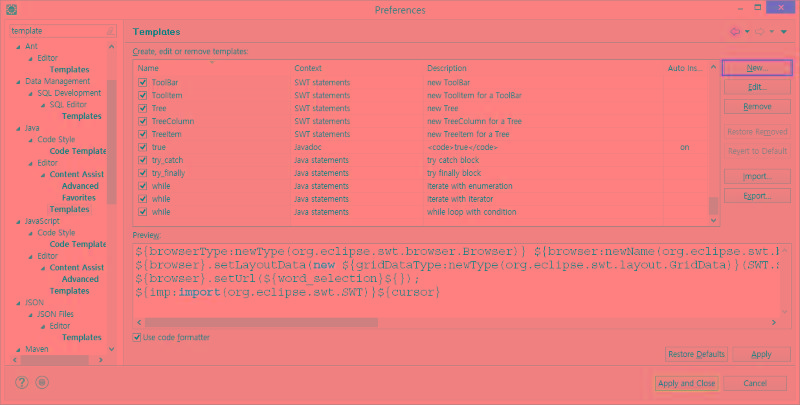 Preferences
template
Ant
Editor
Templates
Data Management
SQL Development
SQL Editor
Templates
Java
Code Style
Code Template
Editor
Content Assist
Advanced
Favorites
Templates
JavaScript
Code Style
Code Template
Editor
Content Assist
Advanced
Templates
JSON
JSON Files
Editor
Templates
Maven
Templates
Create, edit or remove templates:
Name Context Description Auto Ins...
ToolBar SWT statements new ToolBar
ToolItem SWT statements new ToolItem for a ToolBar
Tree SWT statements new Tree
TreeColumn SWT statements new TreeColumn for a Tree
TreeItem SWT statements new TreeItem for a Tree
true Javadoc <code>true</code> on
try_catch Java statements try catch block
try_finally Java statements try finally block
while Java statements Iterate with enumeration
while Java statements Iterate with iterator
while Java statements while loop with condition
New...
Edit...
Remove
Restore Removed
Revert to Default
Import...
Export...
Preview:
${browserType:newType(org.eclipse.swt.browser.Browser)} ${browser:newName(org.eclipse.swt.
${browser}.setLayoutData(new ${gridDataType:newType(org.eclipse.swt.layout.GridData)}(SWT.
${browser}.setUrl(${word_selection}${});
${imp:import(org.eclipse.swt.SWT)}${cursor}
Use code formatter
Restore Defaults Apply
Apply and Close Cancel